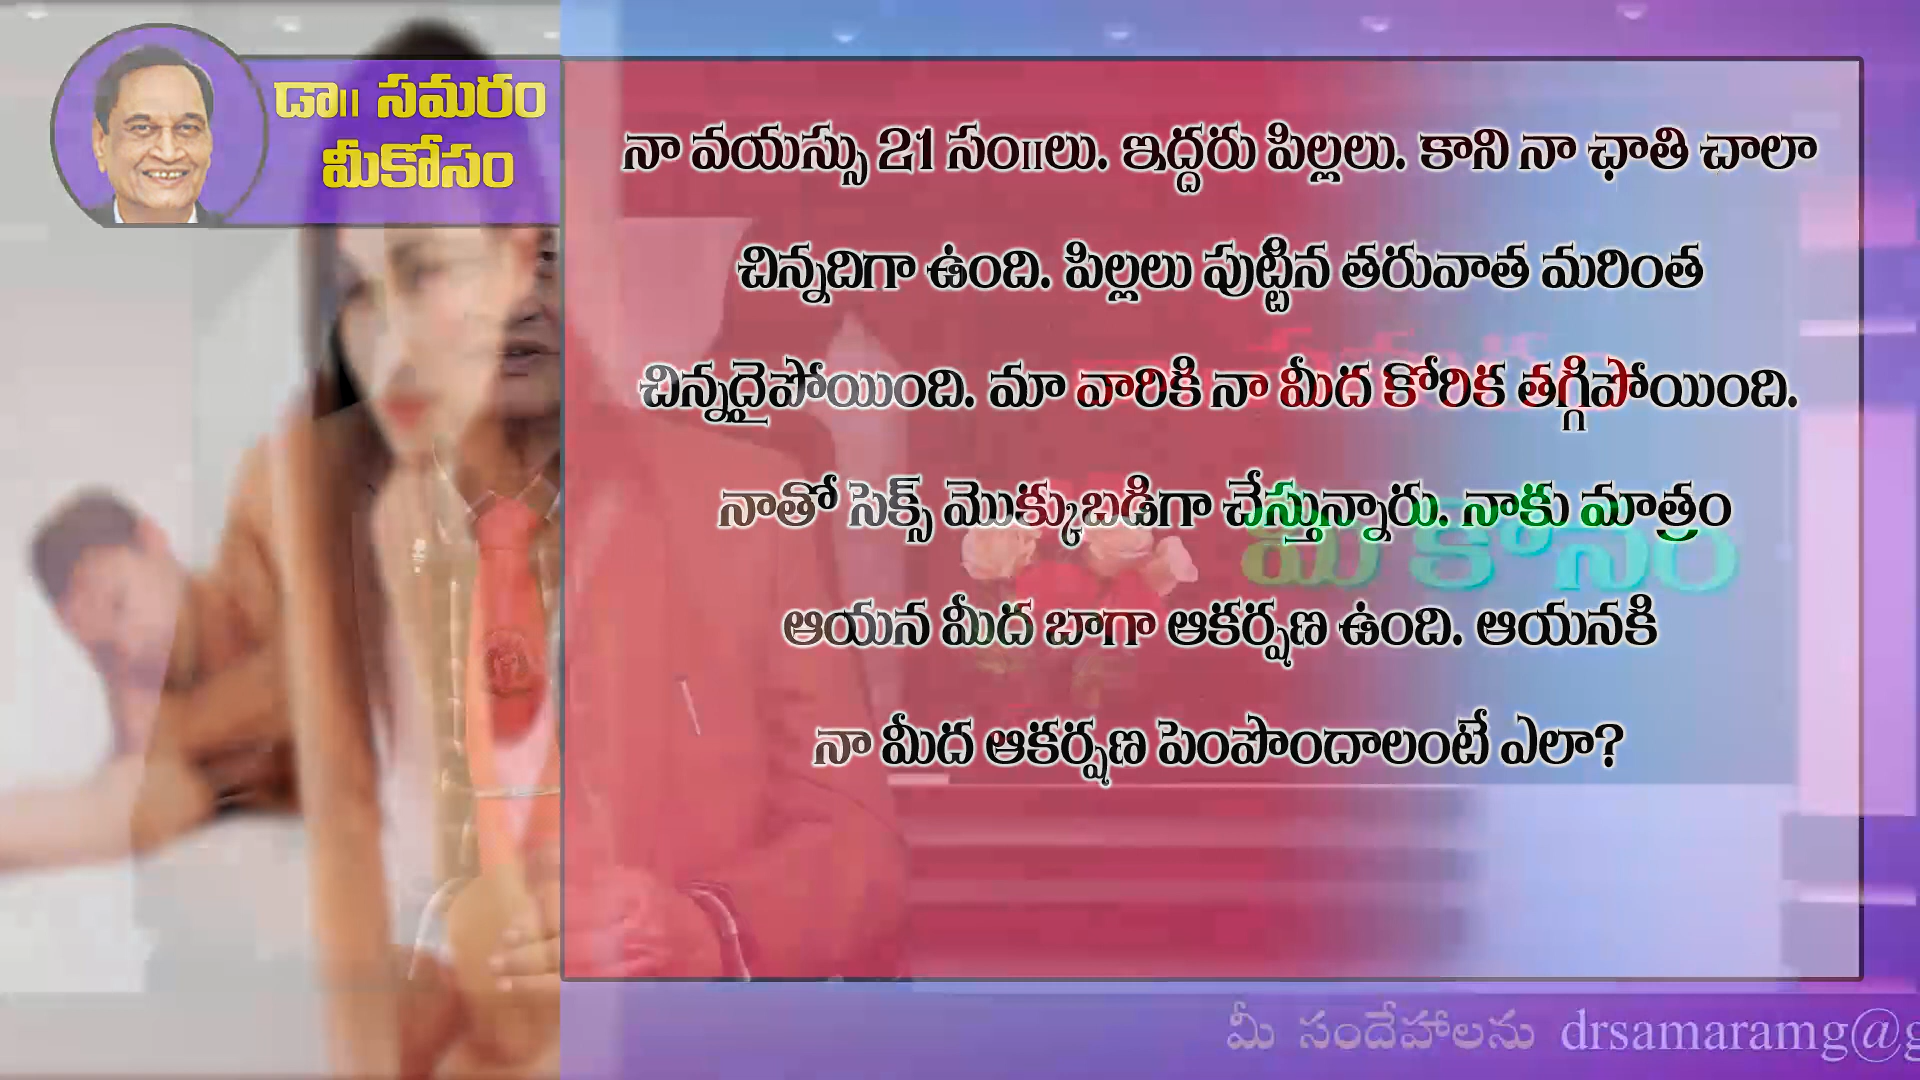 డా॥ సమరం
మీకోసం
నా వయస్సు 21 సం॥లు. ఇద్దరు పిల్లలు. కాని నా ఛాతి చాలా
చిన్నదిగా ఉంది. పిల్లలు పుట్టిన తరువాత మరింత
చిన్నదైపోయింది. మా వారికి నా మీద కోరిక తగ్గిపోయింది.
నాతో సెక్స్ మొక్కుబడిగా చేస్తున్నారు. నాకు మాత్రం
మీ కోసం
ఆయన మీద బాగా ఆకర్షణ ఉంది. ఆయనకి
నా మీద ఆకర్షణ పెంపొందాలంటే ఎలా?
మీ సందేహాలను drsamaramg@g